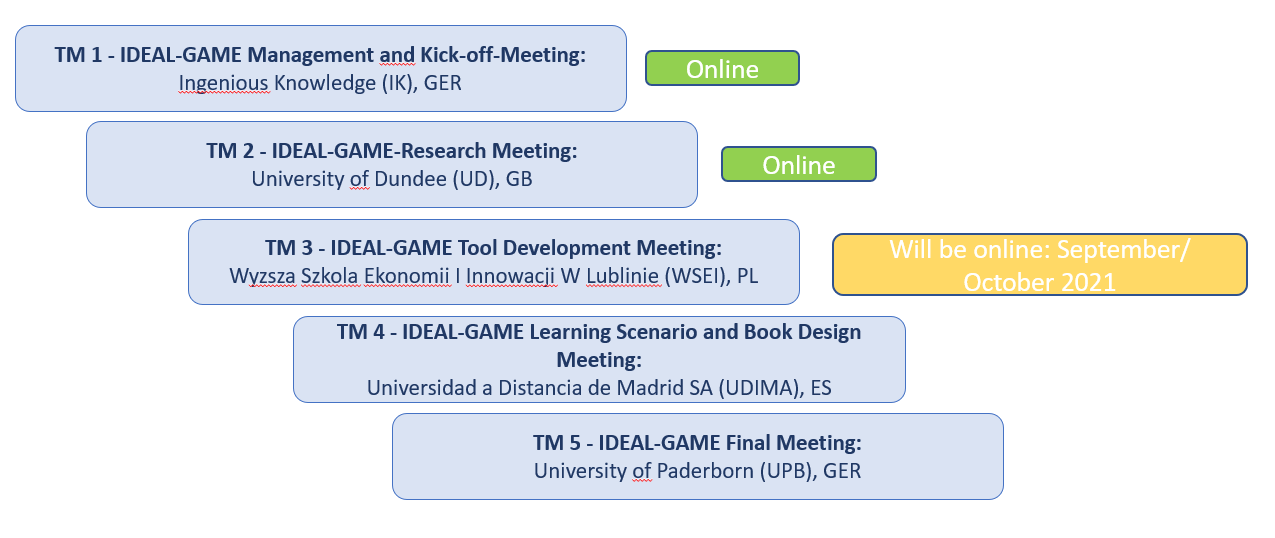 TM 1 - IDEAL-GAME Management and Kick-off-Meeting:
Ingenious Knowledge (IK), GER
Online
TM 2 - IDEAL-GAME-Research Meeting:
University of Dundee (UD), GB
Online
TM 3 - IDEAL-GAME Tool Development Meeting:
Wyzsza Szkola Ekonomii I Innowacji W Lublinie (WSEI), PL
Will be online: September/
October 2021
TM 4 - IDEAL-GAME Learning Scenario and Book Design
Meeting:
Universidad a Distancia de Madrid SA (UDIMA), ES
TM 5 - IDEAL-GAME Final Meeting:
University of Paderborn (UPB), GER